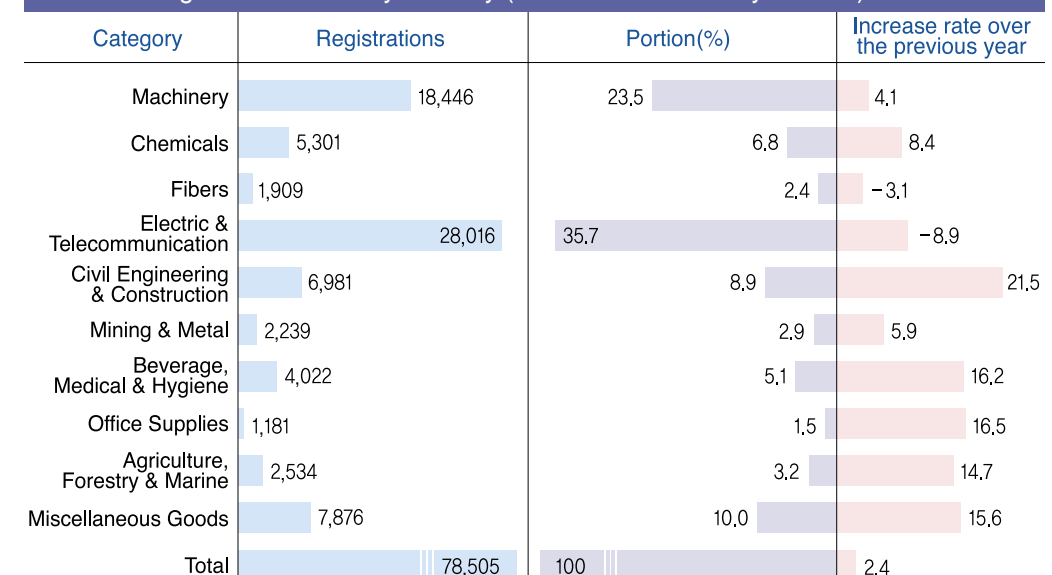 Category Registrations Portion(%) Increase rate over
the previous year
Machinery 18,446 23.5 4.1
Chemicals 5,301 6.8 8.4
Fibers 1,909 2.4 -3.1
Electric &
Telecommunication 28,016 35.7 -8.9
Civil Engineering
& Construction 6,981 8.9 21.5
Mining & Metal 2,239 2.9 5.9
Beverage,
Medical & Hygiene 4,022 5.1 16.2
Office Supplies 1,181 1.5 16.5
Agriculture,
Forestry & Marine 2,534 3.2 14.7
Miscellaneous Goods 7,876 10.0 15.6
Total 78,505 100 2.4